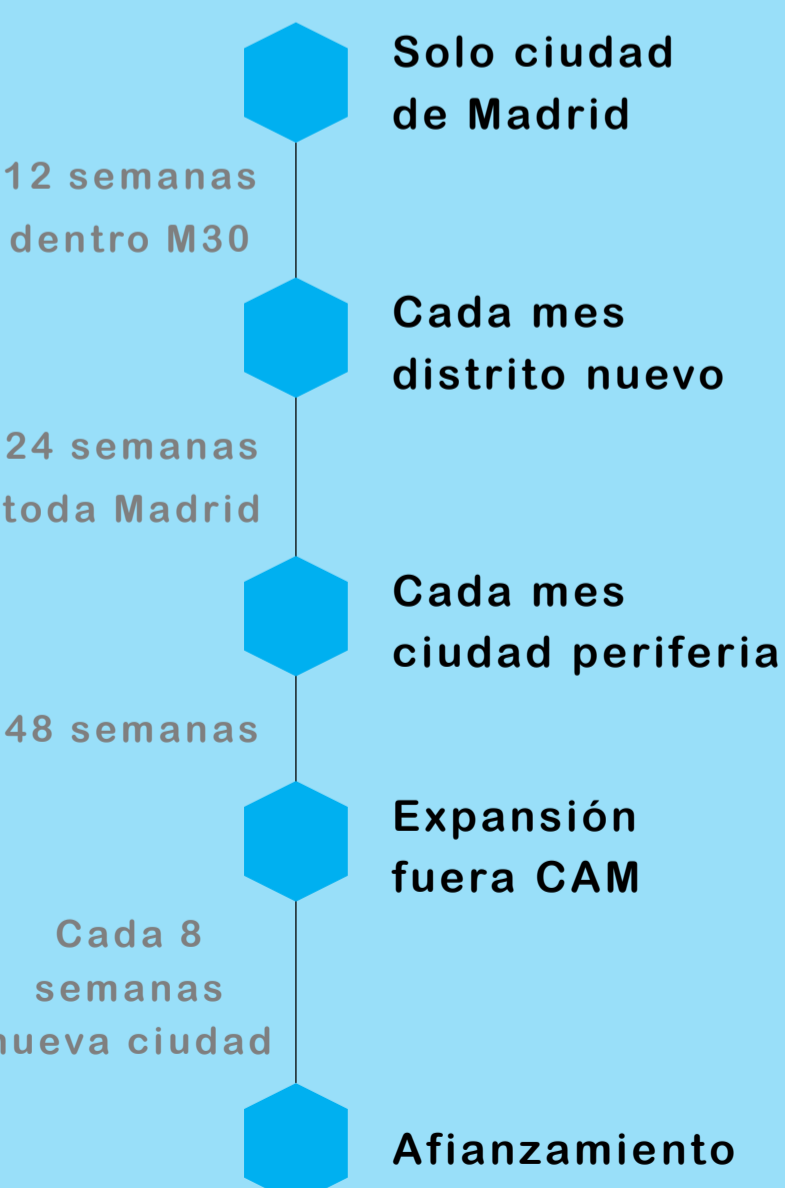 Solo ciudad
de Madrid
12 semanas
dentro M30
Cada mes
distrito nuevo
24 semanas
toda Madrid
Cada mes
ciudad periferia
48 semanas
Expansión
fuera CAM
Cada 8
semanas
nueva ciudad
Afianzamiento